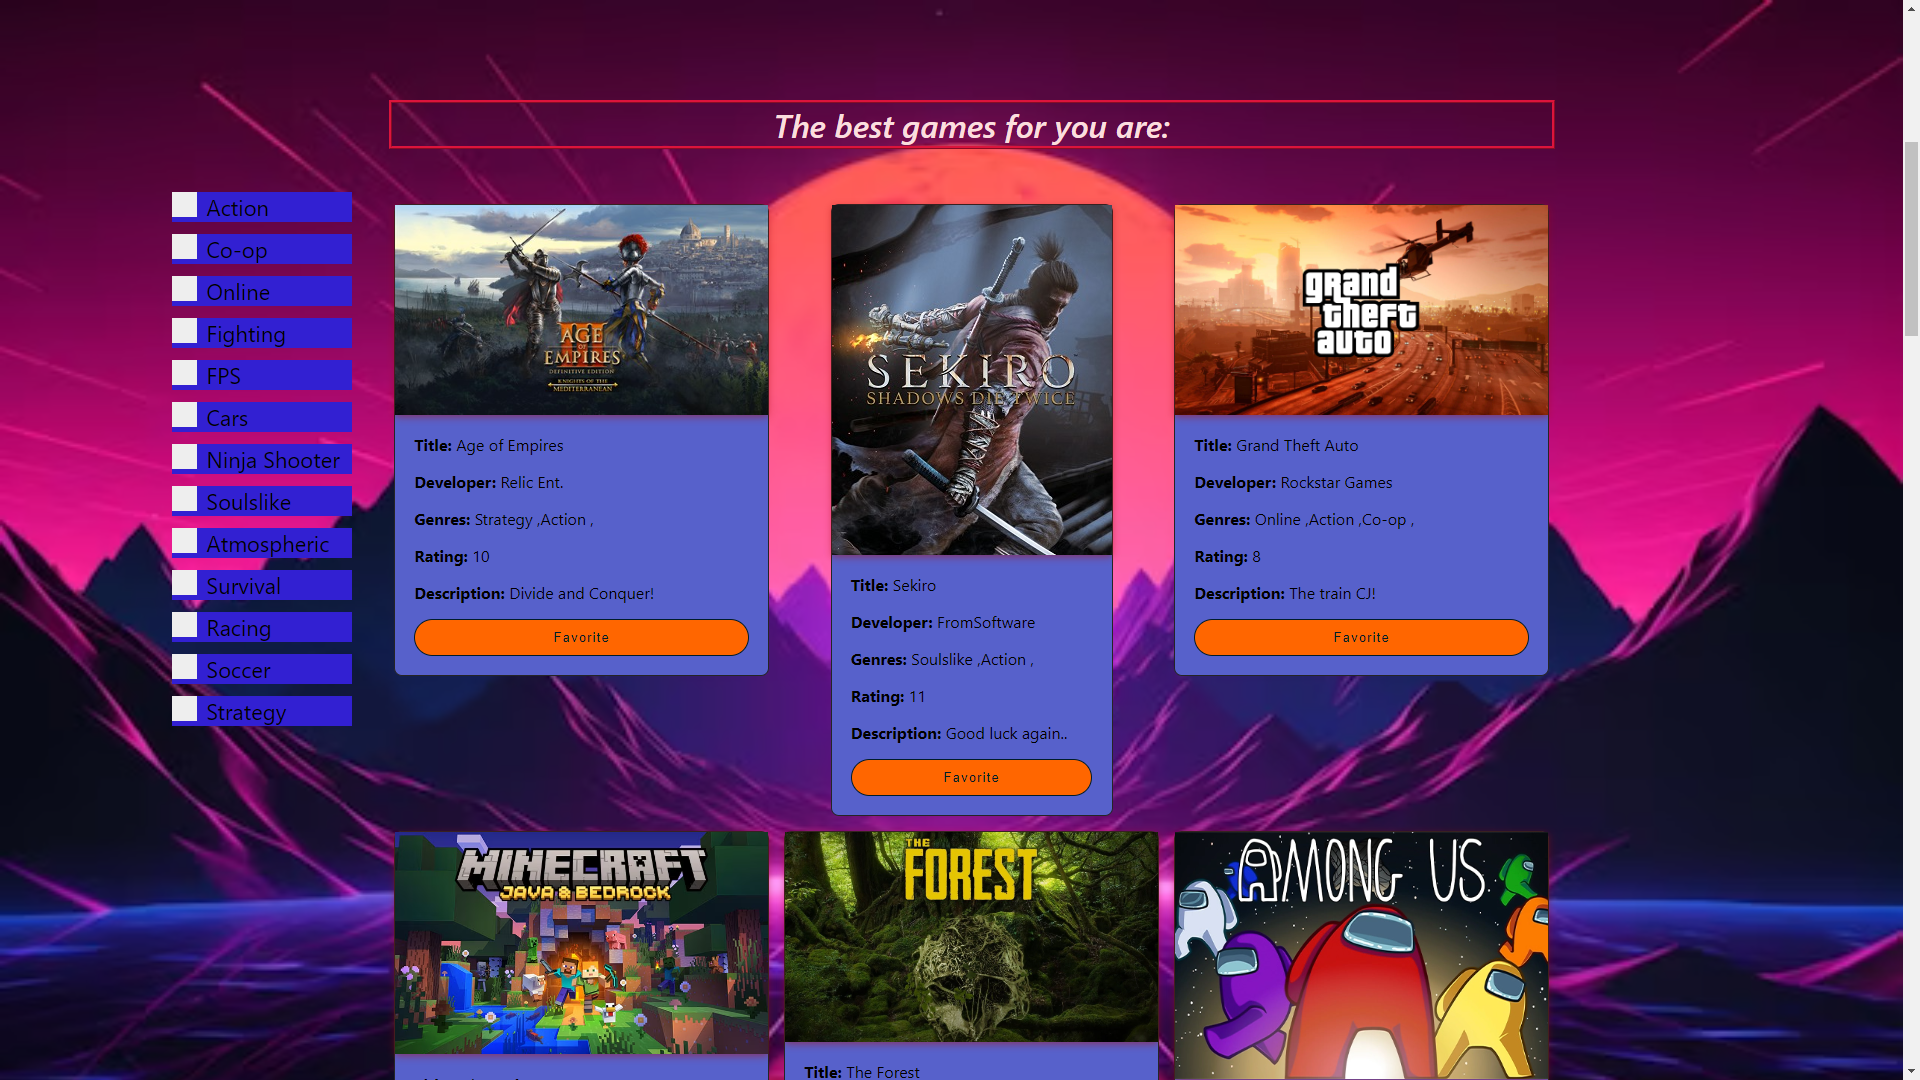 The best games for you are:
Action
Co-op
Online
Fighting
FPS
Cars
Ninja Shooter
Soulslike
Atmospheric
Survival
Racing
Soccer
Strategy
AGE
OF
EMPIRES
III
DEFINITIVE EDITION
KNIGHTS OF THE
MEDITERRANEAN
Title: Age of Empires
Developer: Relic Ent.
Genres: Strategy ,Action ,
Rating: 10
Description: Divide and Conquer!
Favorite
SEKIRO
SHADOWS DIE TWICE
Title: Sekiro
Developer: FromSoftware
Genres: Soulslike ,Action ,
Rating: 11
Description: Good luck again..
Favorite
grand
theft
auto
Title: Grand Theft Auto
Developer: Rockstar Games
Genres: Online ,Action ,Co-op ,
Rating: 8
Description: The train CJ!
Favorite
MINECRAFT
JAVA & BEDROCK
THE
FOREST
Title: The Forest
AMONG US